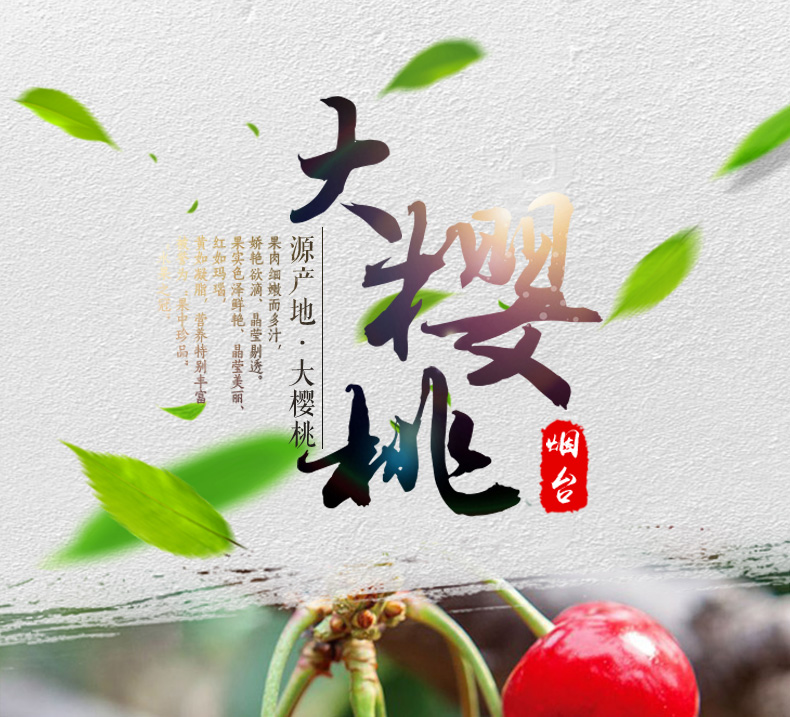 大樱桃
烟台
源产地·大樱桃
果肉细嫩而多汁，
娇艳欲滴、晶莹剔透。
果实色泽鲜艳、晶莹美丽、
红如玛瑙，
黄如凝脂，营养特别丰富
果中珍品。